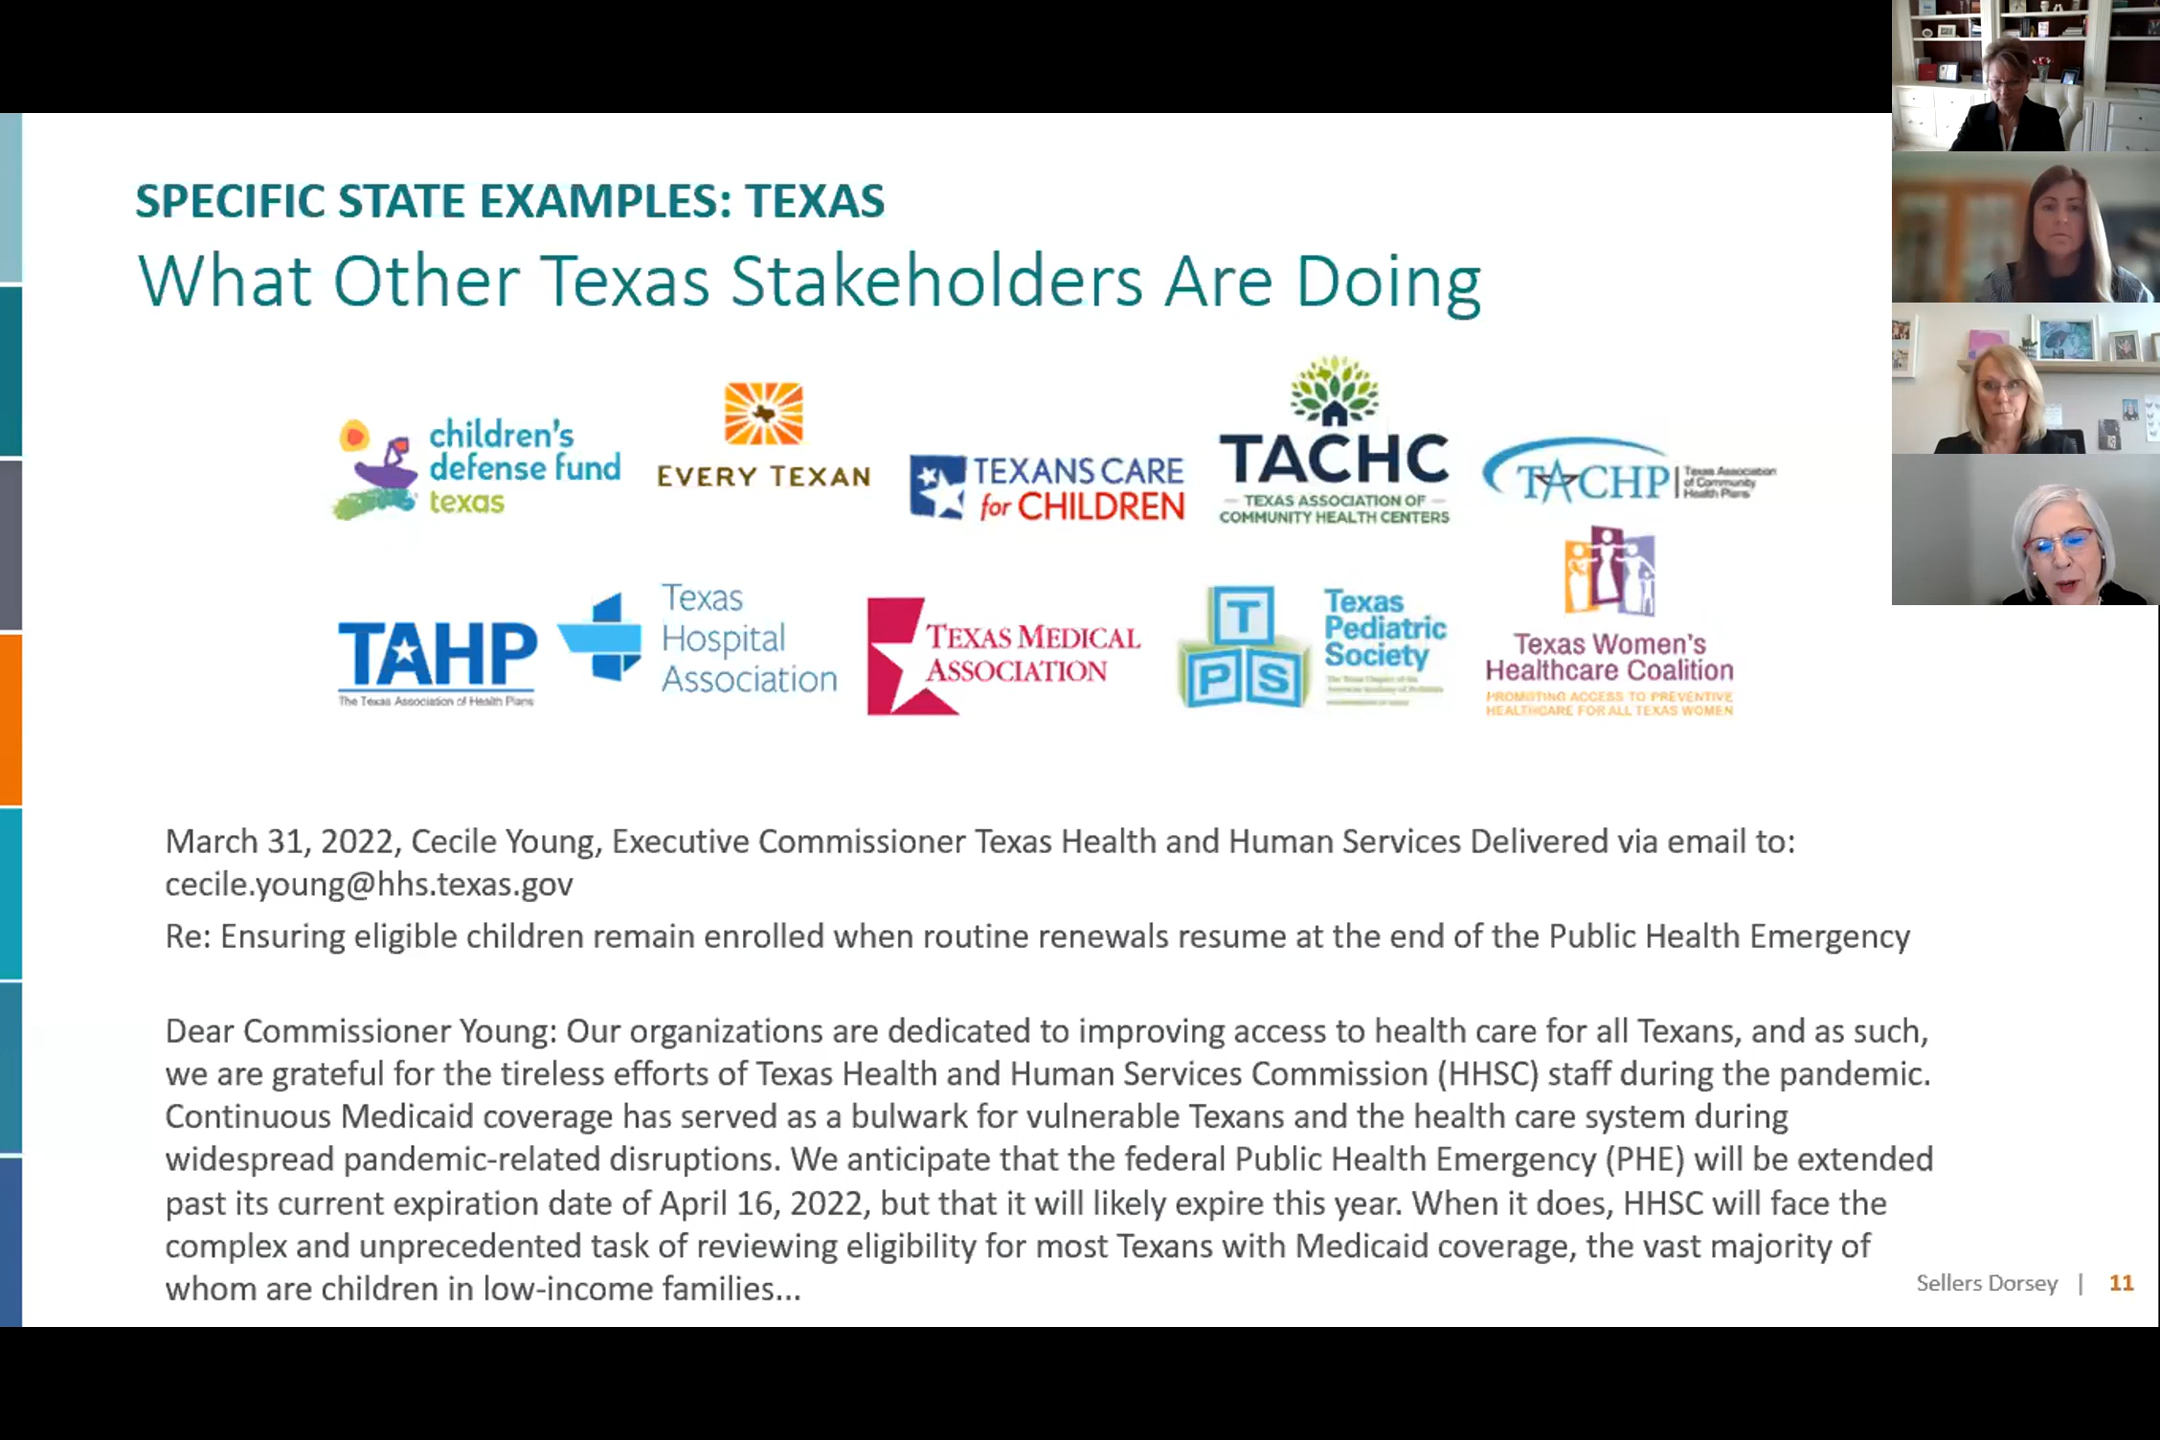 SPECIFIC STATE EXAMPLES: TEXAS
What Other Texas Stakeholders Are Doing
children's
defense fund
texas
EVERY TEXAN
TEXANS CARE
for CHILDREN
TACHC
TEXAS ASSOCIATION OF
COMMUNITY HEALTH CENTERS
TACHP
Texas Association
of Community
Health Plans
TAHP
The Texas Association of Health Plans
Texas
Hospital
Association
TEXAS MEDICAL
ASSOCIATION
T
P S
Texas
Pediatric
Society
Texas Women's
Healthcare Coalition
PROMOTING ACCESS TO PREVENTIVE
HEALTHCARE FOR ALL TEXAS WOMEN
March 31, 2022, Cecile Young, Executive Commissioner Texas Health and Human Services Delivered via email to:
cecile.young@hhs.texas.gov
Re: Ensuring eligible children remain enrolled when routine renewals resume at the end of the Public Health Emergency
Dear Commissioner Young: Our organizations are dedicated to improving access to health care for all Texans, and as such,
we are grateful for the tireless efforts of Texas Health and Human Services Commission (HHSC) staff during the pandemic.
Continuous Medicaid coverage has served as a bulwark for vulnerable Texans and the health care system during
widespread pandemic-related disruptions. We anticipate that the federal Public Health Emergency (PHE) will be extended
past its current expiration date of April 16, 2022, but that it will likely expire this year. When it does, HHSC will face the
complex and unprecedented task of reviewing eligibility for most Texans with Medicaid coverage, the vast majority of
whom are children in low-income families...
Sellers Dorsey | 11